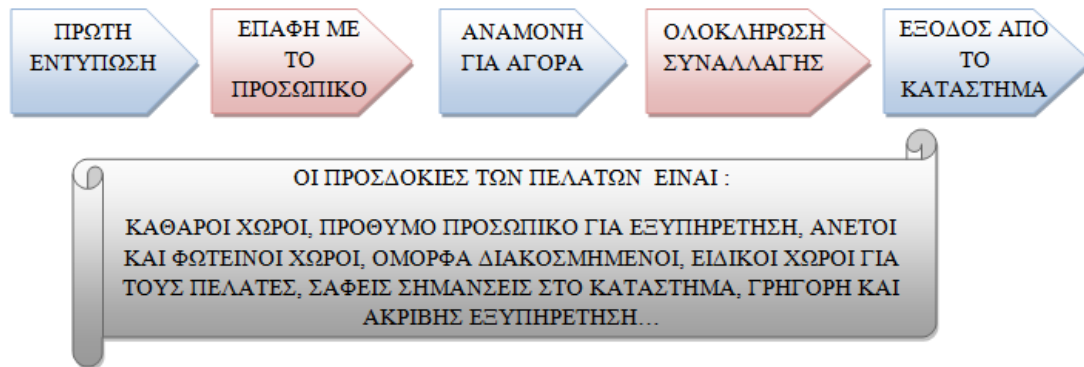 ΠΡΩΤΗ
ΕΝΤΥΠΩΣΗ
ΕΠΑΦΗ ΜΕ
ΤΟ
ΠΡΟΣΩΠΙΚΟ
ΑΝΑΜΟΝΗ
ΓΙΑ ΑΓΟΡΑ
ΟΛΟΚΛΗΡΩΣΗ
ΣΥΝΑΛΛΑΓΗΣ
ΕΞΟΔΟΣ ΑΠΟ
ΤΟ
ΚΑΤΑΣΤΗΜΑ
ΟΙ ΠΡΟΣΔΟΚΙΕΣ ΤΩΝ ΠΕΛΑΤΩΝ ΕΙΝΑΙ :
ΚΑΘΑΡΟΙ ΧΩΡΟΙ, ΠΡΟΘΥΜΟ ΠΡΟΣΩΠΙΚΟ ΓΙΑ ΕΞΥΠΗΡΕΤΗΣΗ, ΑΝΕΤΟΙ
ΚΑΙ ΦΩΤΕΙΝΟΙ ΧΩΡΟΙ, ΟΜΟΡΦΑ ΔΙΑΚΟΣΜΗΜΕΝΟΙ, ΕΙΔΙΚΟΙ ΧΩΡΟΙ ΓΙΑ
ΤΟΥΣ ΠΕΛΑΤΕΣ, ΣΑΦΕΙΣ ΣΗΜΑΝΣΕΙΣ ΣΤΟ ΚΑΤΑΣΤΗΜΑ, ΓΡΗΓΟΡΗ ΚΑΙ
ΑΚΡΙΒΗΣ ΕΞΥΠΗΡΕΤΗΣΗ…